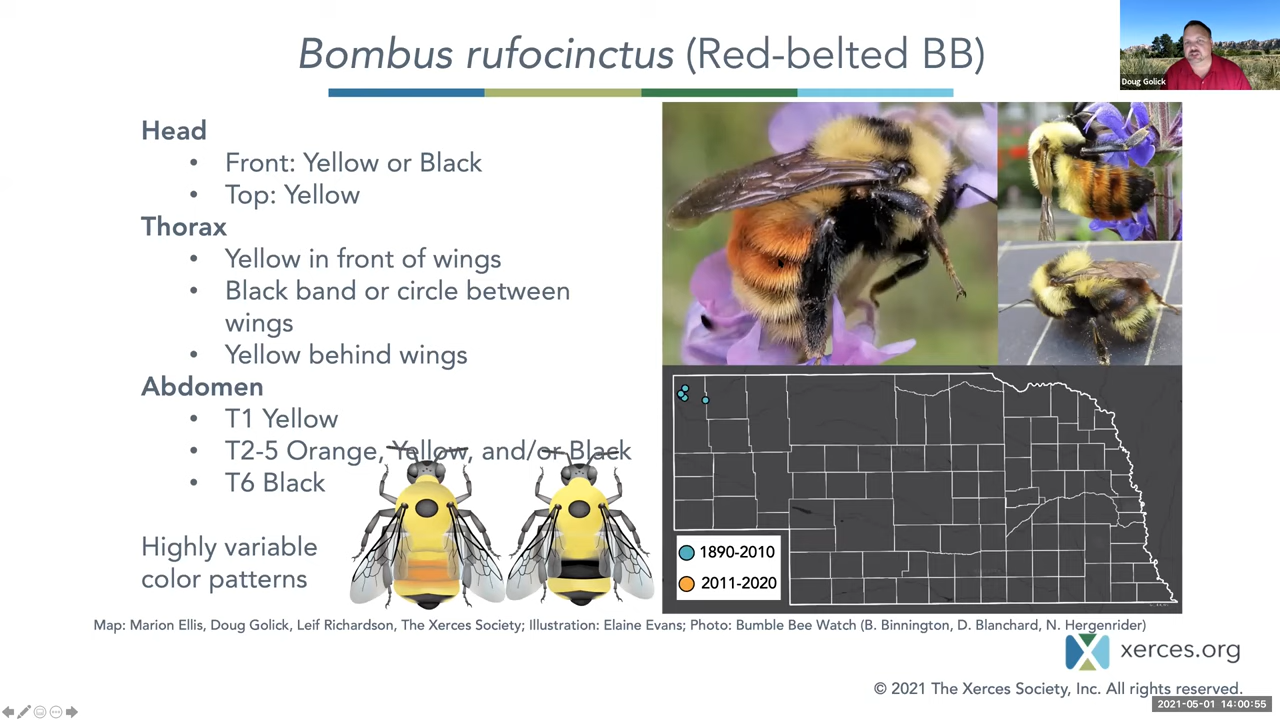 Bombus rufocinctus (Red-belted BB)
Doug Golick
Head
• Front: Yellow or Black
• Top: Yellow
Thorax
• Yellow in front of wings
• Black band or circle between
wings
• Yellow behind wings
Abdomen
• T1 Yellow
• T2-5 Orange, Yellow, and/or Black
• T6 Black
Highly variable
color patterns
1890-2010
2011-2020
Map: Marion Ellis, Doug Golick, Leif Richardson, The Xerces Society; Illustration: Elaine Evans; Photo: Bumble Bee Watch (B. Binnington, D. Blanchard, N. Hergenrider)
xerces.org
© 2021 The Xerces Society, Inc. All rights reserved.
2021-05-01 14:00:55